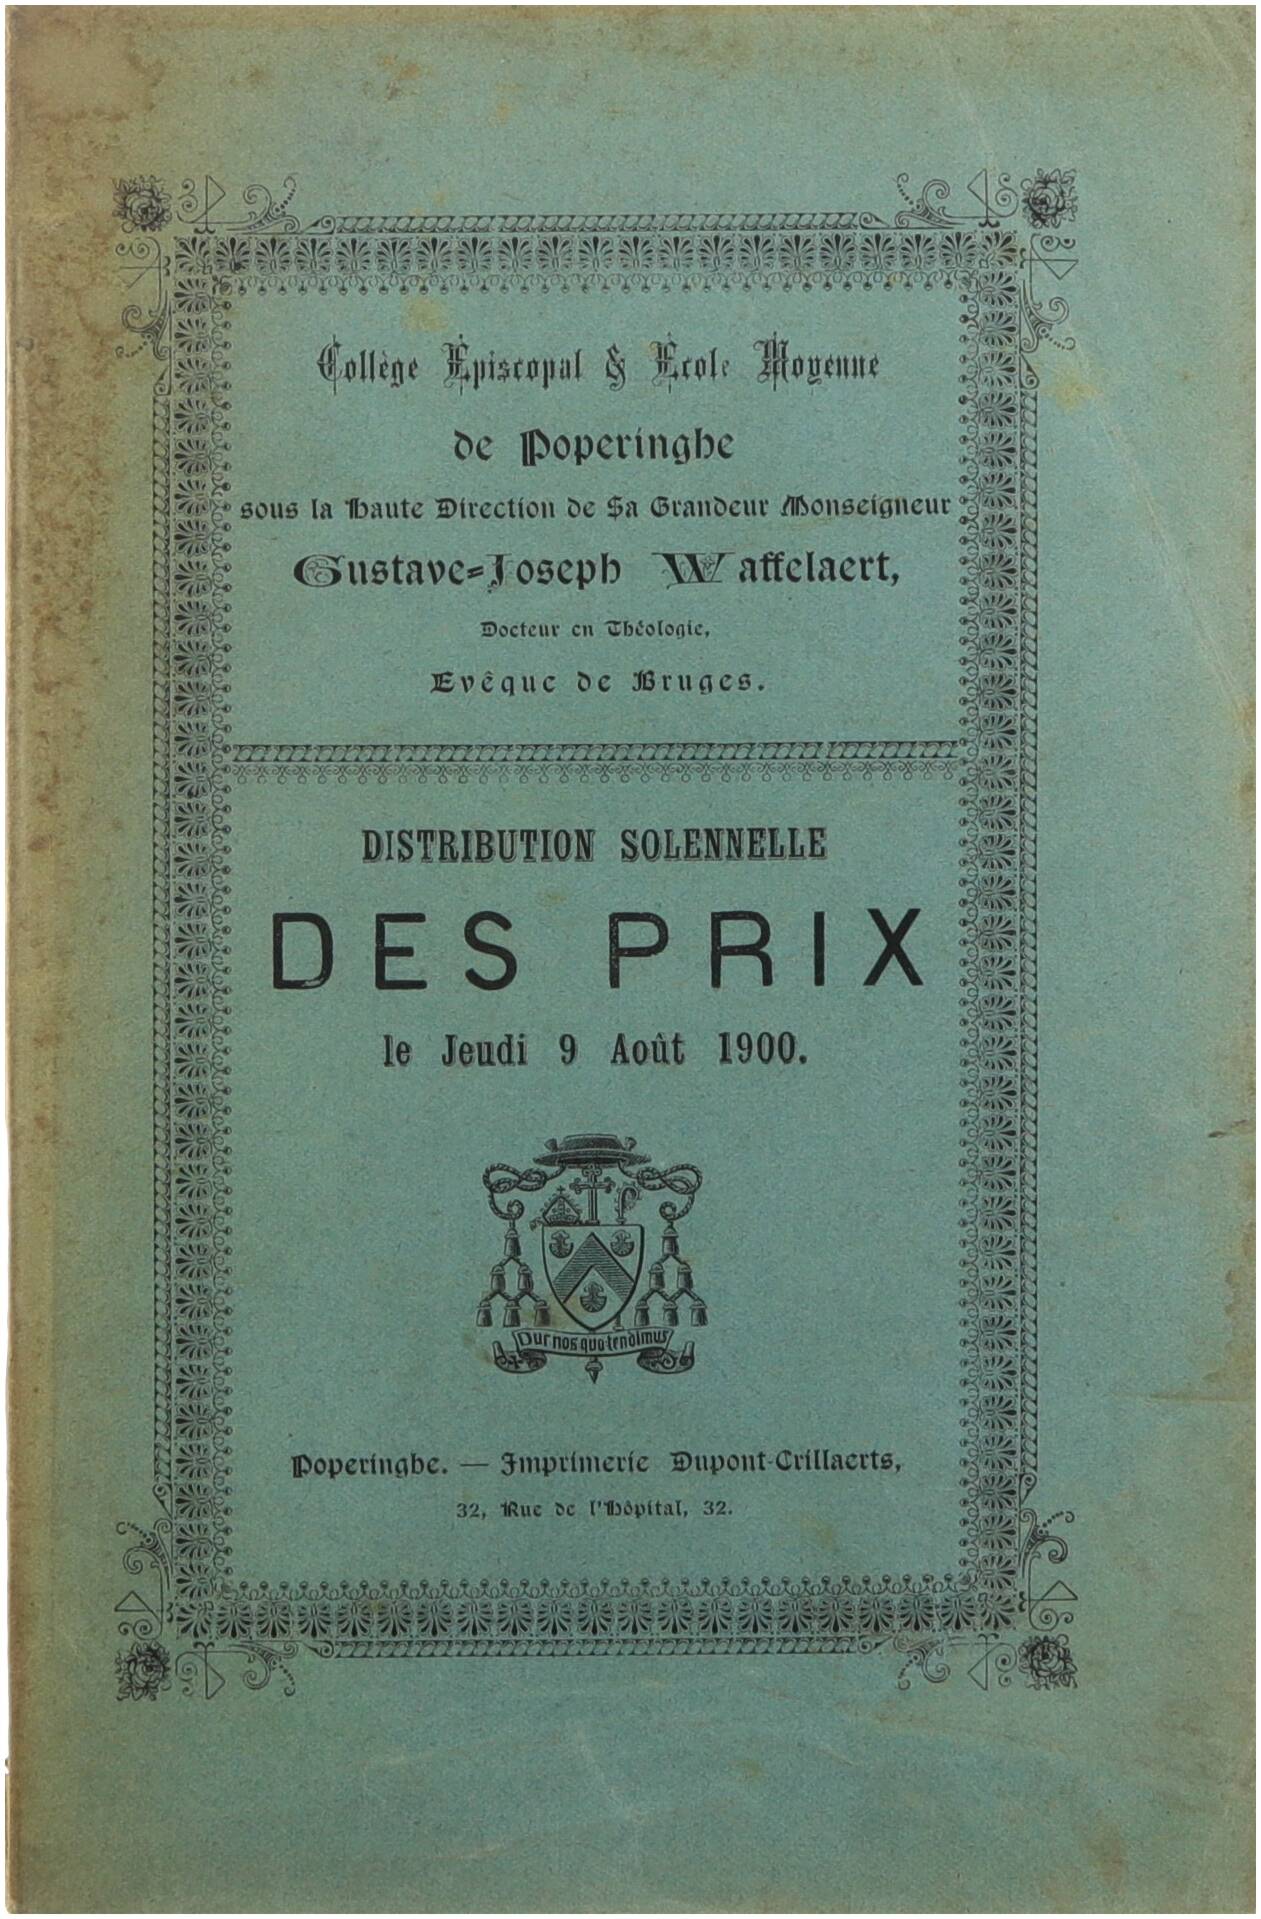 Collège Épiscopal & École Moyenne
de Poperinghe
sous la Haute Direction de Sa Grandeur Monseigneur
Gustave-Joseph Waffelaert,
Docteur en Théologie,
Evêque de Bruges.
DISTRIBUTION SOLENNELLE
DES PRIX
le Jeudi 9 Août 1900.
Duc nos quo tendimus
Poperinghe. — Imprimerie Dupont-Crillaerts,
32, Rue de l'Hôpital, 32.